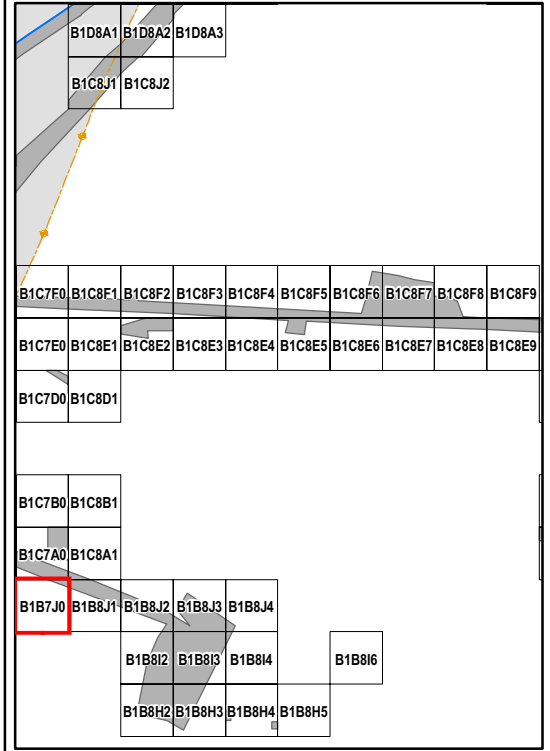 B1D8A1 B1D8A2 B1D8A3
B1C8J1 B1C8J2
B1C7F0 B1C8F1 B1C8F2 B1C8F3 B1C8F4 B1C8F5 B1C8F6 B1C8F7 B1C8F8 B1C8F9
B1C7E0 B1C8E1 B1C8E2 B1C8E3 B1C8E4 B1C8E5 B1C8E6 B1C8E7 B1C8E8 B1C8E9
B1C7D0 B1C8D1
B1C7B0 B1C8B1
B1C7A0 B1C8A1
B1B7J0 B1B8J1 B1B8J2 B1B8J3 B1B8J4
B1B8I2 B1B8I3 B1B8I4 B1B8I6
B1B8H2 B1B8H3 B1B8H4 B1B8H5